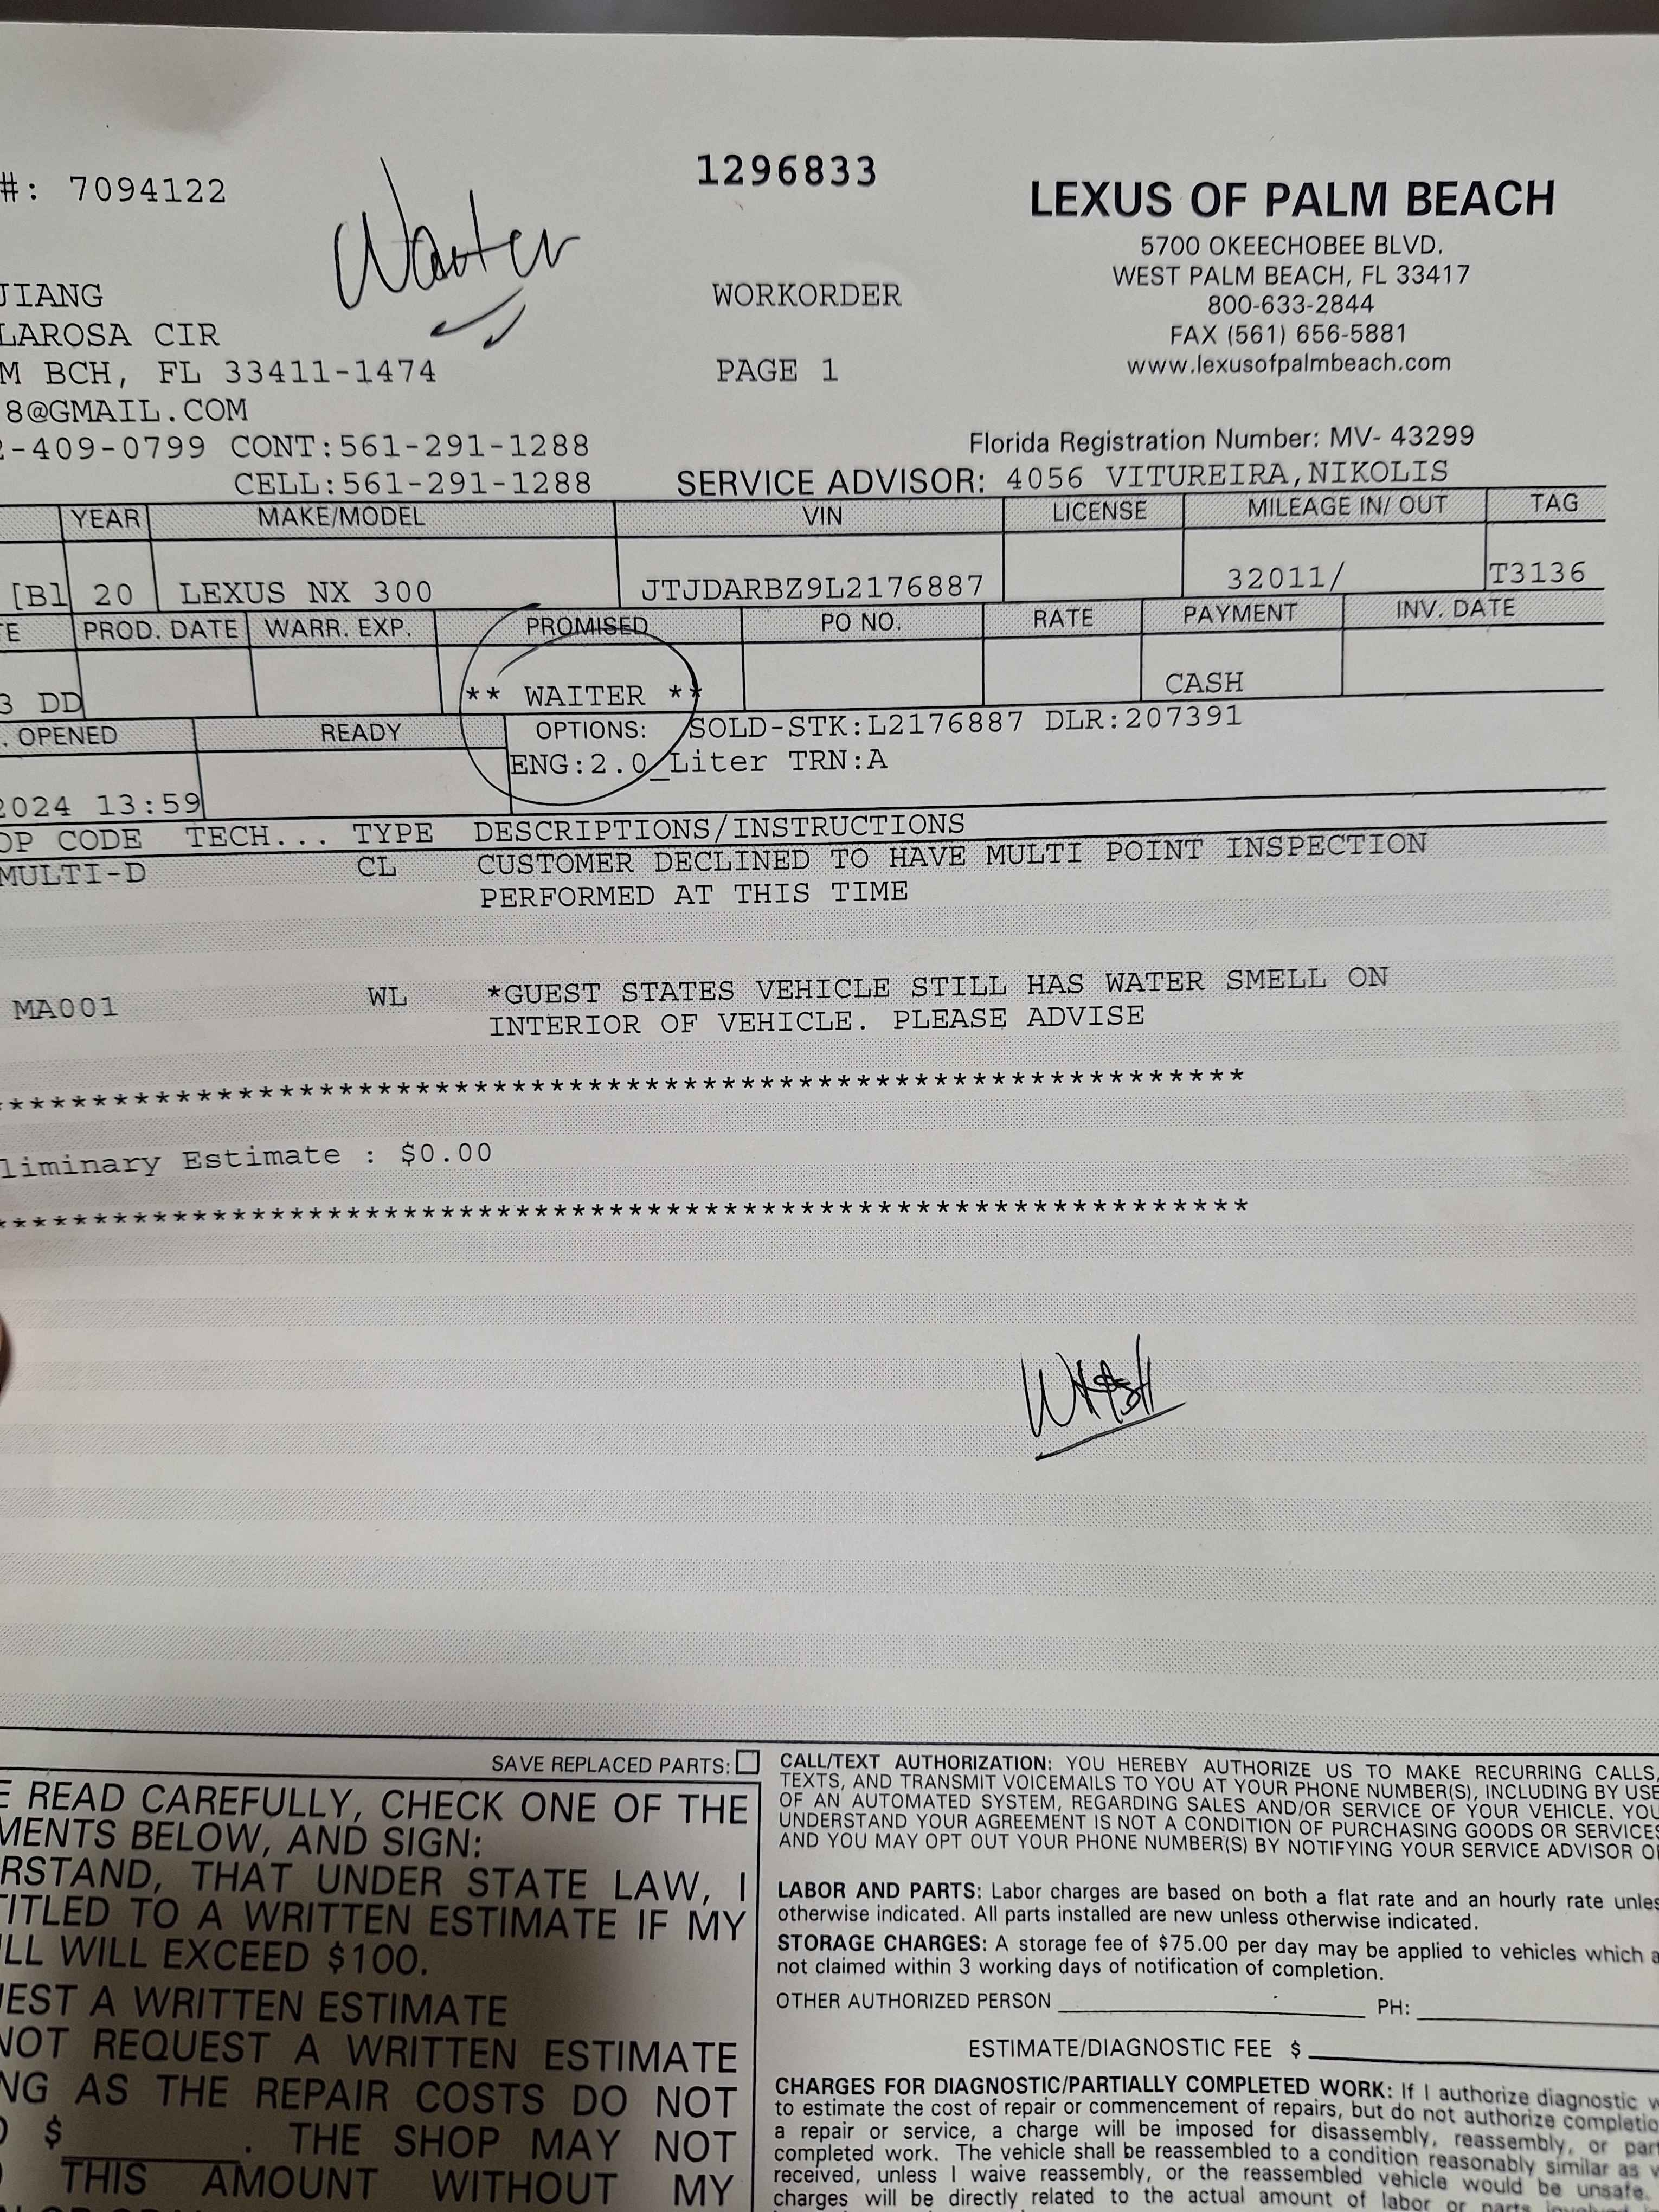 #: 7094122
Waiter
1296833
LEXUS OF PALM BEACH
5700 OKEECHOBEE BLVD.
WEST PALM BEACH, FL 33417
800-633-2844
FAX (561) 656-5881
www.lexusofpalmbeach.com
JIANG
LAROSA CIR
M BCH, FL 33411-1474
8@GMAIL.COM
2-409-0799 CONT:561-291-1288
CELL:561-291-1288
WORKORDER
PAGE 1
Florida Registration Number: MV- 43299
SERVICE ADVISOR: 4056 VITUREIRA,NIKOLIS
YEAR MAKE/MODEL VIN LICENSE MILEAGE IN/ OUT TAG
[B] 20 LEXUS NX 300 JTJDARBZ9L2176887 32011/ T3136
TE PROD. DATE WARR. EXP. PROMISED PO NO. RATE PAYMENT INV. DATE
3 DD ** WAITER ** CASH
. OPENED READY OPTIONS: SOLD-STK:L2176887 DLR:207391
ENG:2.0_Liter TRN:A
2024 13:59
OP CODE TECH... TYPE DESCRIPTIONS/INSTRUCTIONS
MULTI-D CL CUSTOMER DECLINED TO HAVE MULTI POINT INSPECTION
PERFORMED AT THIS TIME
MA001 WL *GUEST STATES VEHICLE STILL HAS WATER SMELL ON
INTERIOR OF VEHICLE. PLEASE ADVISE
****************************************************************
liminary Estimate : $0.00
****************************************************************
SAVE REPLACED PARTS:
E READ CAREFULLY, CHECK ONE OF THE
MENTS BELOW, AND SIGN:
RSTAND, THAT UNDER STATE LAW, I
TITLED TO A WRITTEN ESTIMATE IF MY
LL WILL EXCEED $100.
EST A WRITTEN ESTIMATE
NOT REQUEST A WRITTEN ESTIMATE
NG AS THE REPAIR COSTS DO NOT
D $________. THE SHOP MAY NOT
THIS AMOUNT WITHOUT MY
CALL/TEXT AUTHORIZATION: YOU HEREBY AUTHORIZE US TO MAKE RECURRING CALLS,
TEXTS, AND TRANSMIT VOICEMAILS TO YOU AT YOUR PHONE NUMBER(S), INCLUDING BY USE
OF AN AUTOMATED SYSTEM, REGARDING SALES AND/OR SERVICE OF YOUR VEHICLE. YOU
UNDERSTAND YOUR AGREEMENT IS NOT A CONDITION OF PURCHASING GOODS OR SERVICES
AND YOU MAY OPT OUT YOUR PHONE NUMBER(S) BY NOTIFYING YOUR SERVICE ADVISOR O
LABOR AND PARTS: Labor charges are based on both a flat rate and an hourly rate unles
otherwise indicated. All parts installed are new unless otherwise indicated.
STORAGE CHARGES: A storage fee of $75.00 per day may be applied to vehicles which a
not claimed within 3 working days of notification of completion.
OTHER AUTHORIZED PERSON ________ PH: ________
ESTIMATE/DIAGNOSTIC FEE $ ________
CHARGES FOR DIAGNOSTIC/PARTIALLY COMPLETED WORK: If I authorize diagnostic w
to estimate the cost of repair or commencement of repairs, but do not authorize completio
a repair or service, a charge will be imposed for disassembly, reassembly, or part
completed work. The vehicle shall be reassembled to a condition reasonably similar as
received, unless I waive reassembly, or the reassembled vehicle would be unsafe.
charges will be directly related to the actual amount of labor or parts